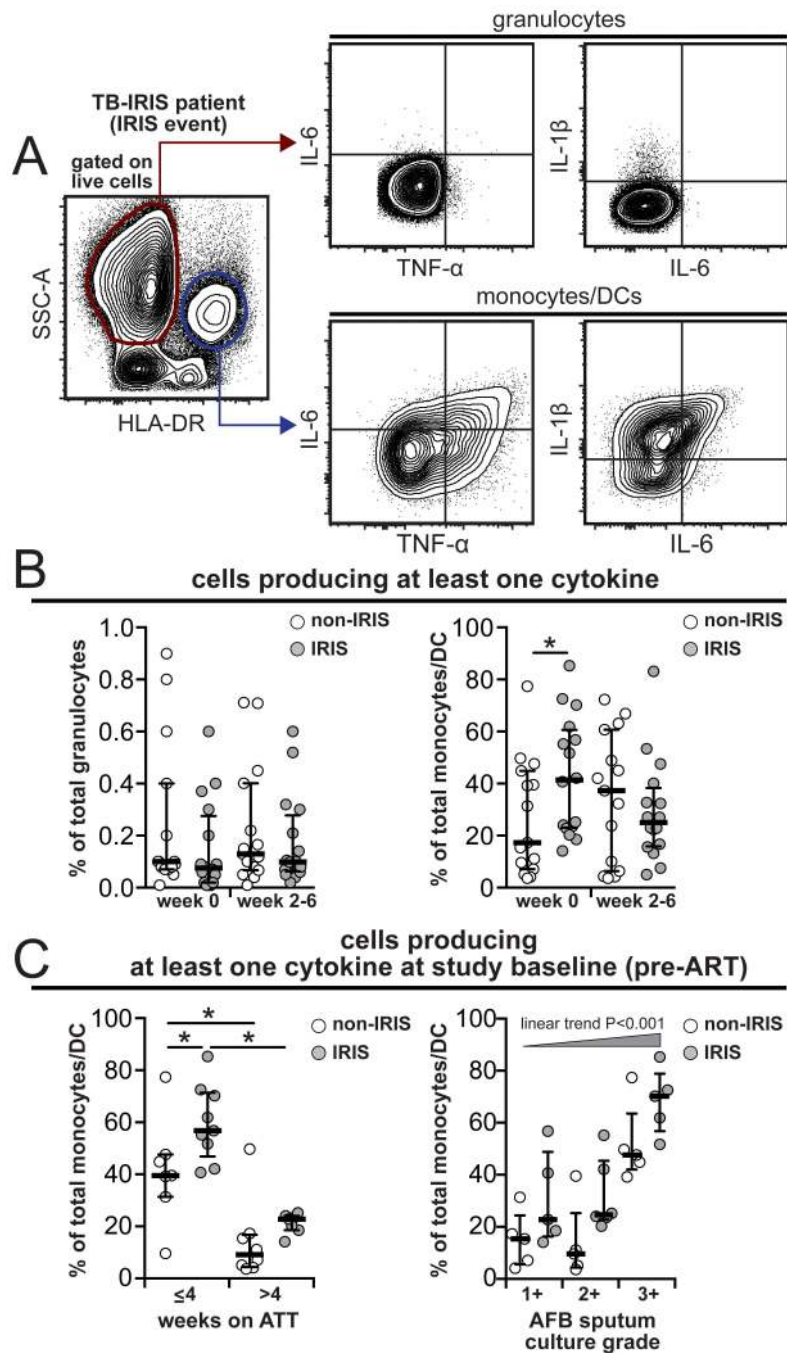 granulocytes
TB-IRIS patient
(IRIS event)
A
gated on
live cells
SSC-A
HLA-DR
IL-6
TNF-α
IL-1β
IL-6
monocytes/DCs
IL-6
TNF-α
IL-1β
IL-6
B
cells producing at least one cytokine
non-IRIS
IRIS
% of total granulocytes
1.0
0.8
0.6
0.4
0.2
0.0
week 0
week 2-6
non-IRIS
IRIS
*
% of total monocytes/DC
100
80
60
40
20
0
week 0
week 2-6
C
cells producing
at least one cytokine at study baseline (pre-ART)
non-IRIS
IRIS
*
* *
% of total monocytes/DC
100
80
60
40
20
0
≤4
>4
weeks on ATT
linear trend P<0.001
non-IRIS
IRIS
% of total monocytes/DC
100
80
60
40
20
0
1+
2+
3+
AFB sputum
culture grade